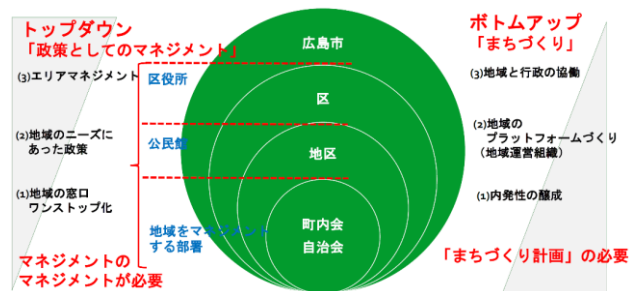 トップダウン
「政策としてのマネジメント」
(3)エリアマネジメント
(2)地域のニーズに
あった政策
(1)地域の窓口
ワンストップ化
マネジメントの
マネジメントが必要
区役所
公民館
地域をマネジメント
する部署
広島市
区
地区
町内会
自治会
ボトムアップ
「まちづくり」
(3)地域と行政の協働
(2)地域の
プラットフォームづくり
（地域運営組織）
(1)内発性の醸成
「まちづくり計画」の必要